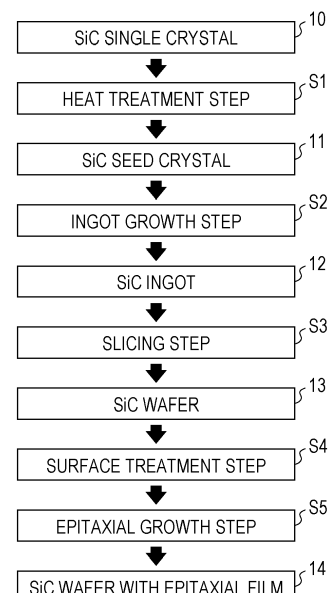 10
SiC SINGLE CRYSTAL
S1
HEAT TREATMENT STEP
11
SiC SEED CRYSTAL
S2
INGOT GROWTH STEP
12
SiC INGOT
S3
SLICING STEP
13
SiC WAFER
S4
SURFACE TREATMENT STEP
S5
EPITAXIAL GROWTH STEP
14
SiC WAFER WITH EPITAXIAL FILM